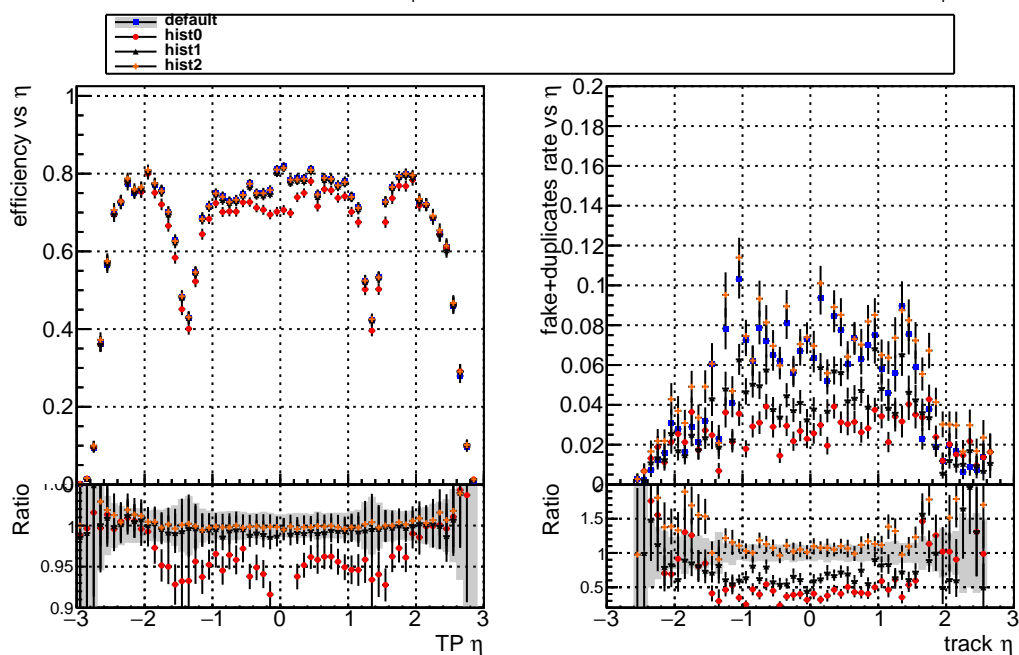 default
hist0
hist1
hist2
efficiency vs η
1
0.8
0.6
0.4
0.2
0
Ratio
1
0.95
0.9
−3 −2 −1 0 1 2 3
TP η
fake+duplicates rate vs η
0.2
0.18
0.16
0.14
0.12
0.1
0.08
0.06
0.04
0.02
0
Ratio
2
1.5
1
0.5
−3 −2 −1 0 1 2 3
track η